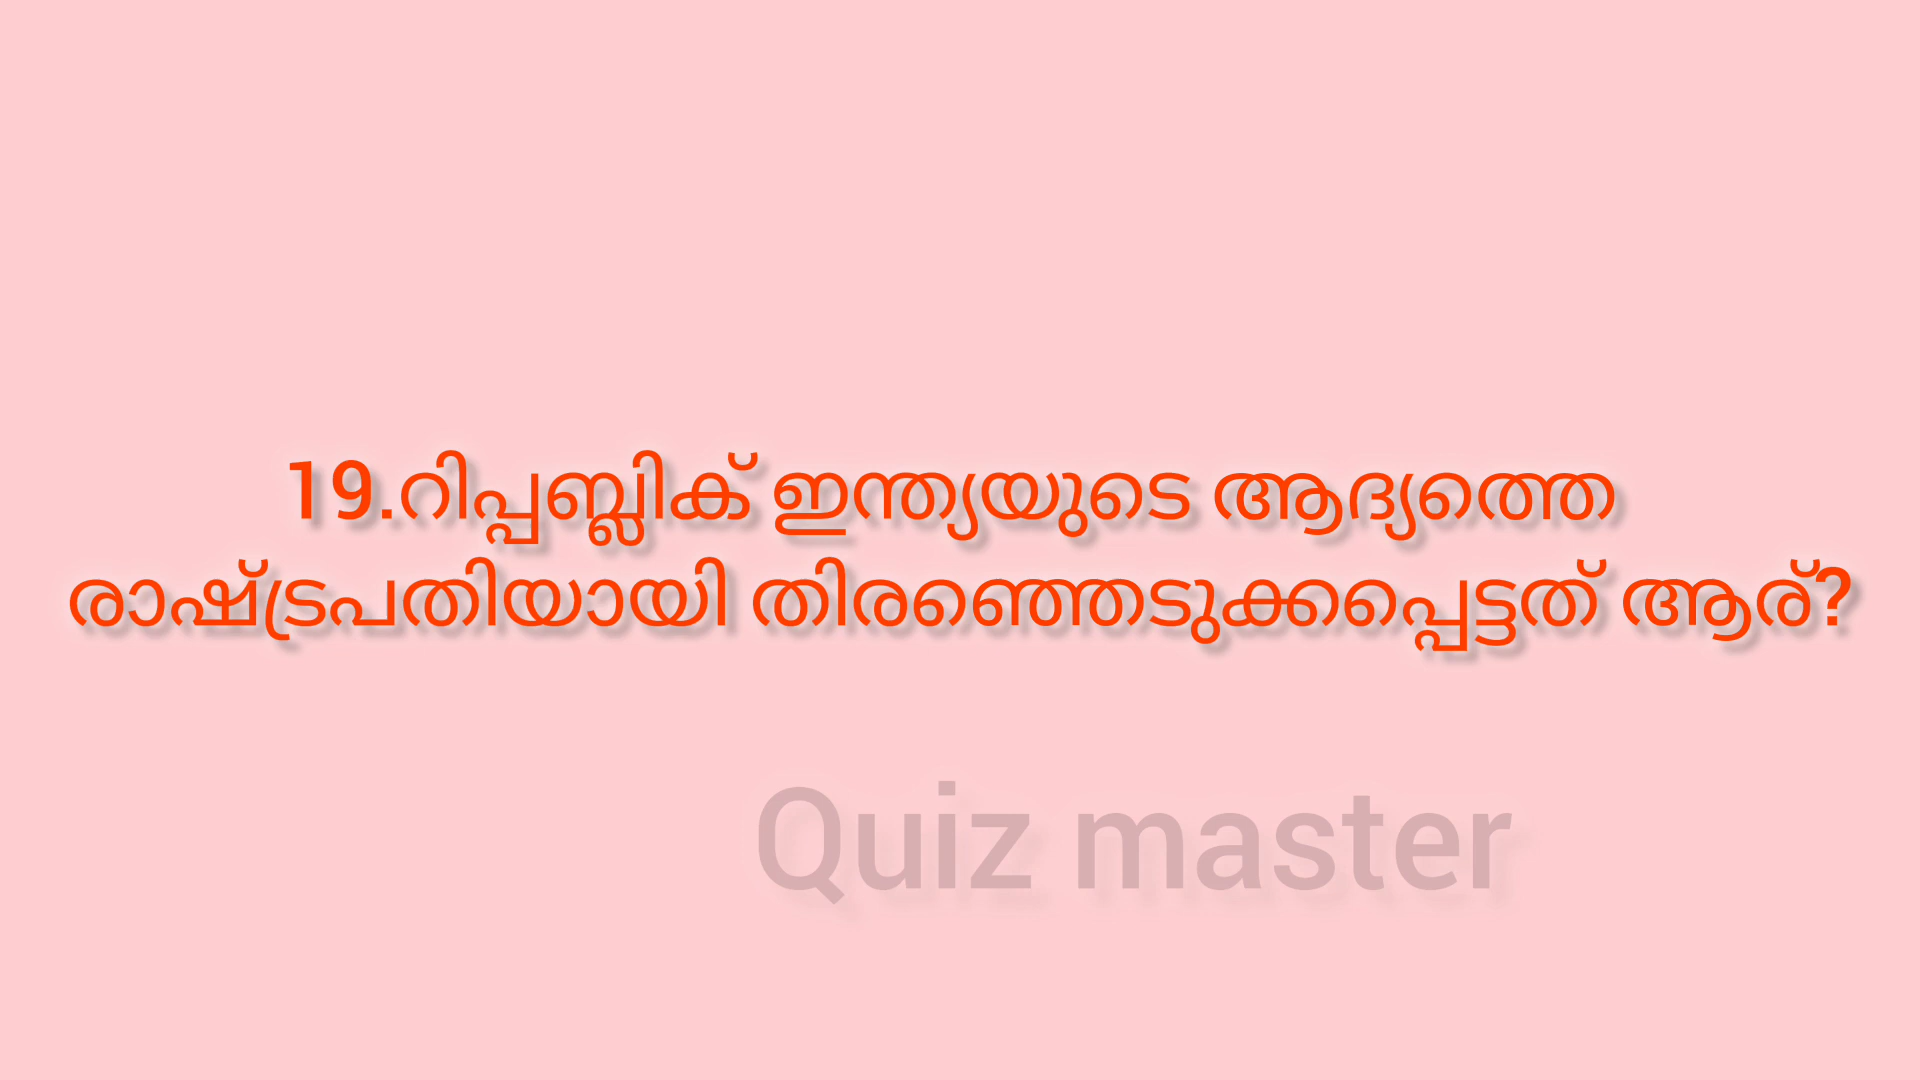 19.റിപ്പബ്ലിക് ഇന്ത്യയുടെ ആദ്യത്തെ
രാഷ്ട്രപതിയായി തിരഞ്ഞെടുക്കപ്പെട്ടത് ആര്?
Quiz master